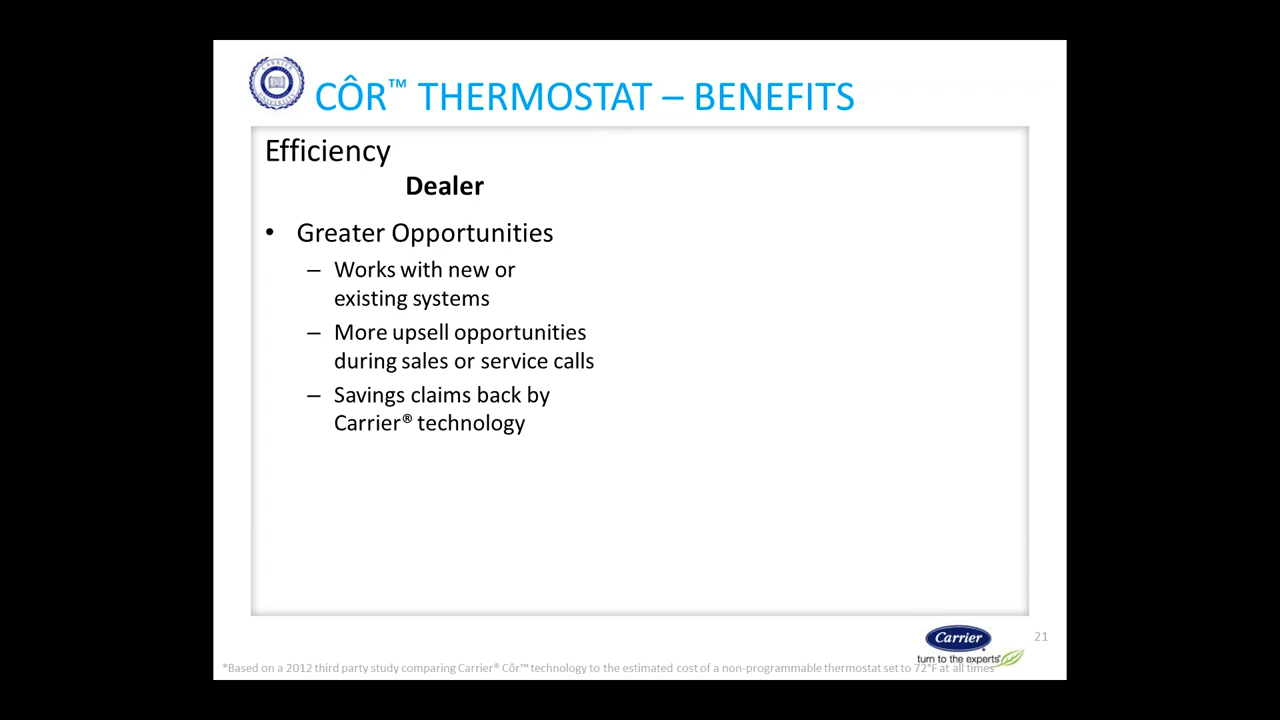 CÔR™ THERMOSTAT – BENEFITS
Efficiency
Dealer
• Greater Opportunities
– Works with new or
existing systems
– More upsell opportunities
during sales or service calls
– Savings claims back by
Carrier® technology
Carrier
turn to the experts
21
*Based on a 2012 third party study comparing Carrier® Côr™ technology to the estimated cost of a non-programmable thermostat set to 72°F at all times
CARRIER
UNIVERSITY